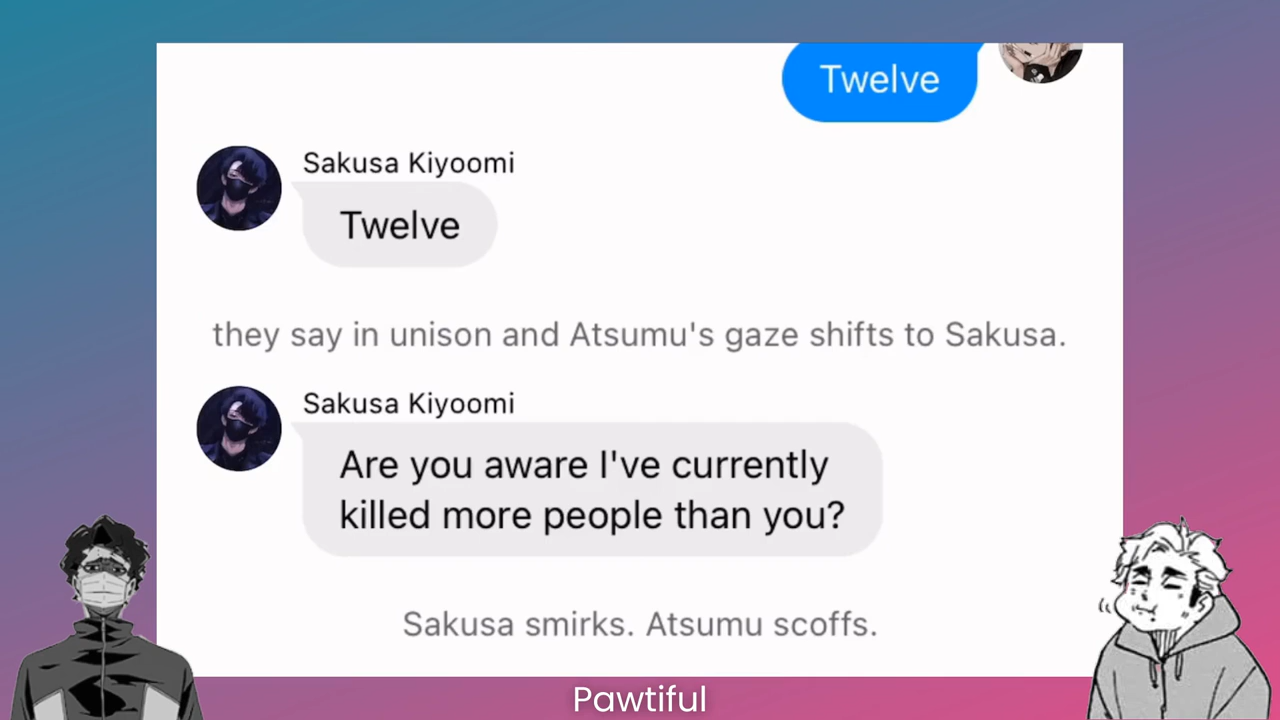 Twelve
Sakusa Kiyoomi
Twelve
they say in unison and Atsumu's gaze shifts to Sakusa.
Sakusa Kiyoomi
Are you aware I've currently
killed more people than you?
Sakusa smirks. Atsumu scoffs.
Pawtiful